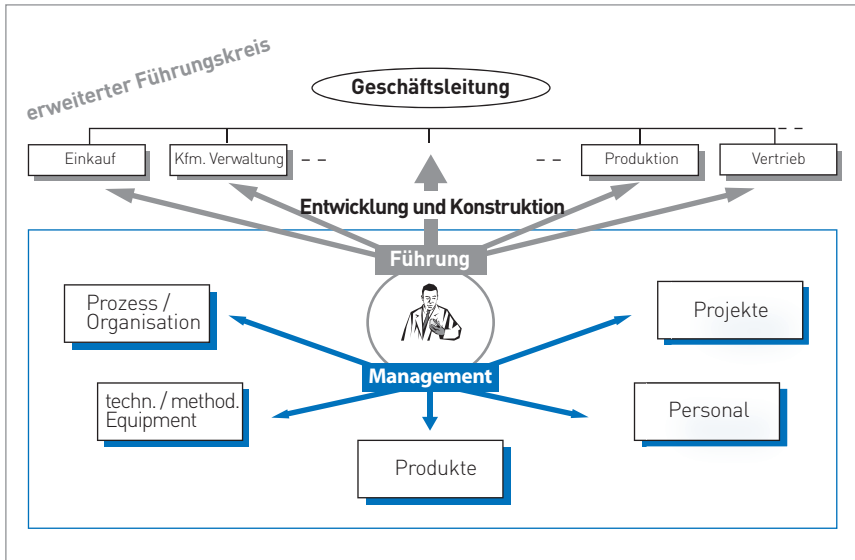 erweiterter Führungskreis
Geschäftsleitung
Einkauf
Kfm. Verwaltung
Produktion
Vertrieb
Entwicklung und Konstruktion
Führung
Prozess /
Organisation
Projekte
Management
techn. / method.
Equipment
Personal
Produkte